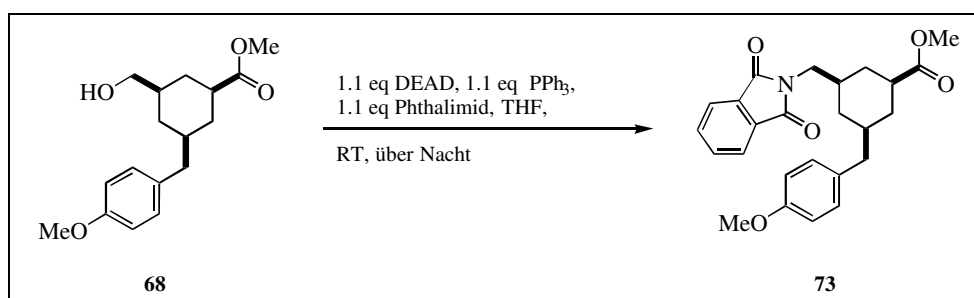 OMe
HO
O
MeO
68
1.1 eq DEAD, 1.1 eq PPh3,
1.1 eq Phthalimid, THF,
RT, über Nacht
O
N
O
OMe
O
MeO
73